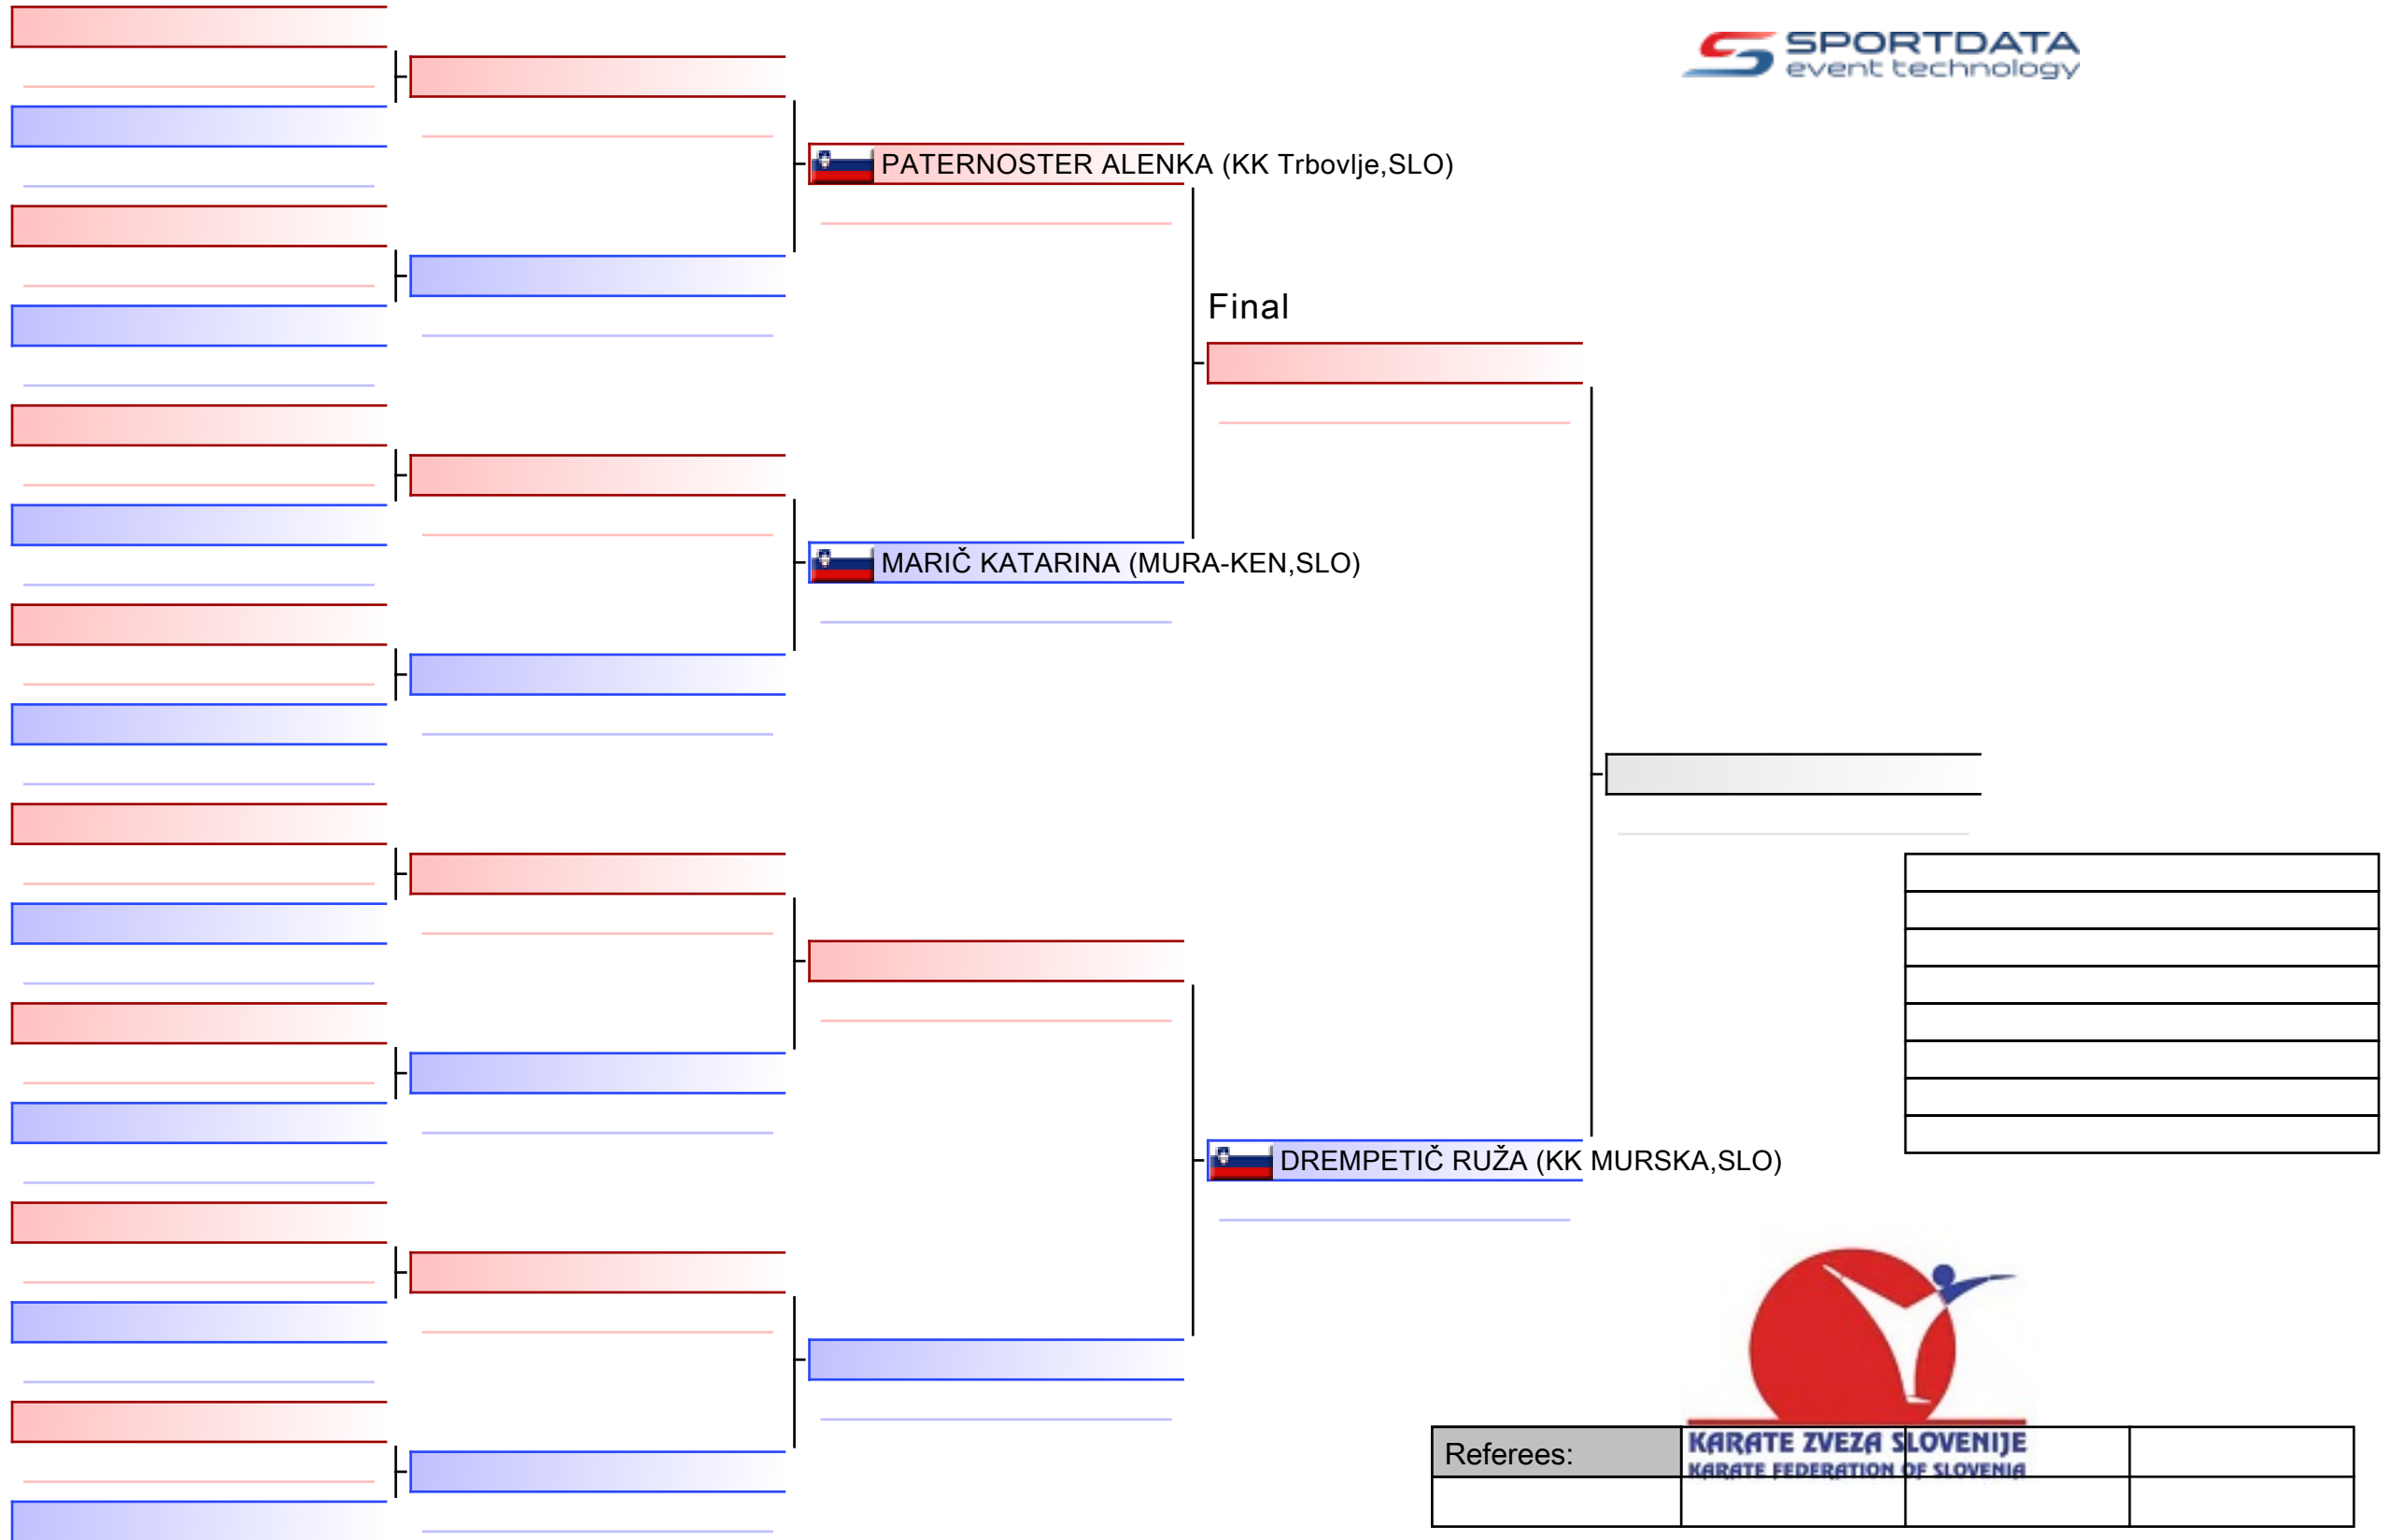 SPORTDATA
event technology
PATERNOSTER ALENKA (KK Trbovlje,SLO)
Final
MARIČ KATARINA (MURA-KEN,SLO)
DREMPETIČ RUŽA (KK MURSKA,SLO)
Referees:
KARATE ZVEZA SLOVENIJE
KARATE FEDERATION OF SLOVENIA